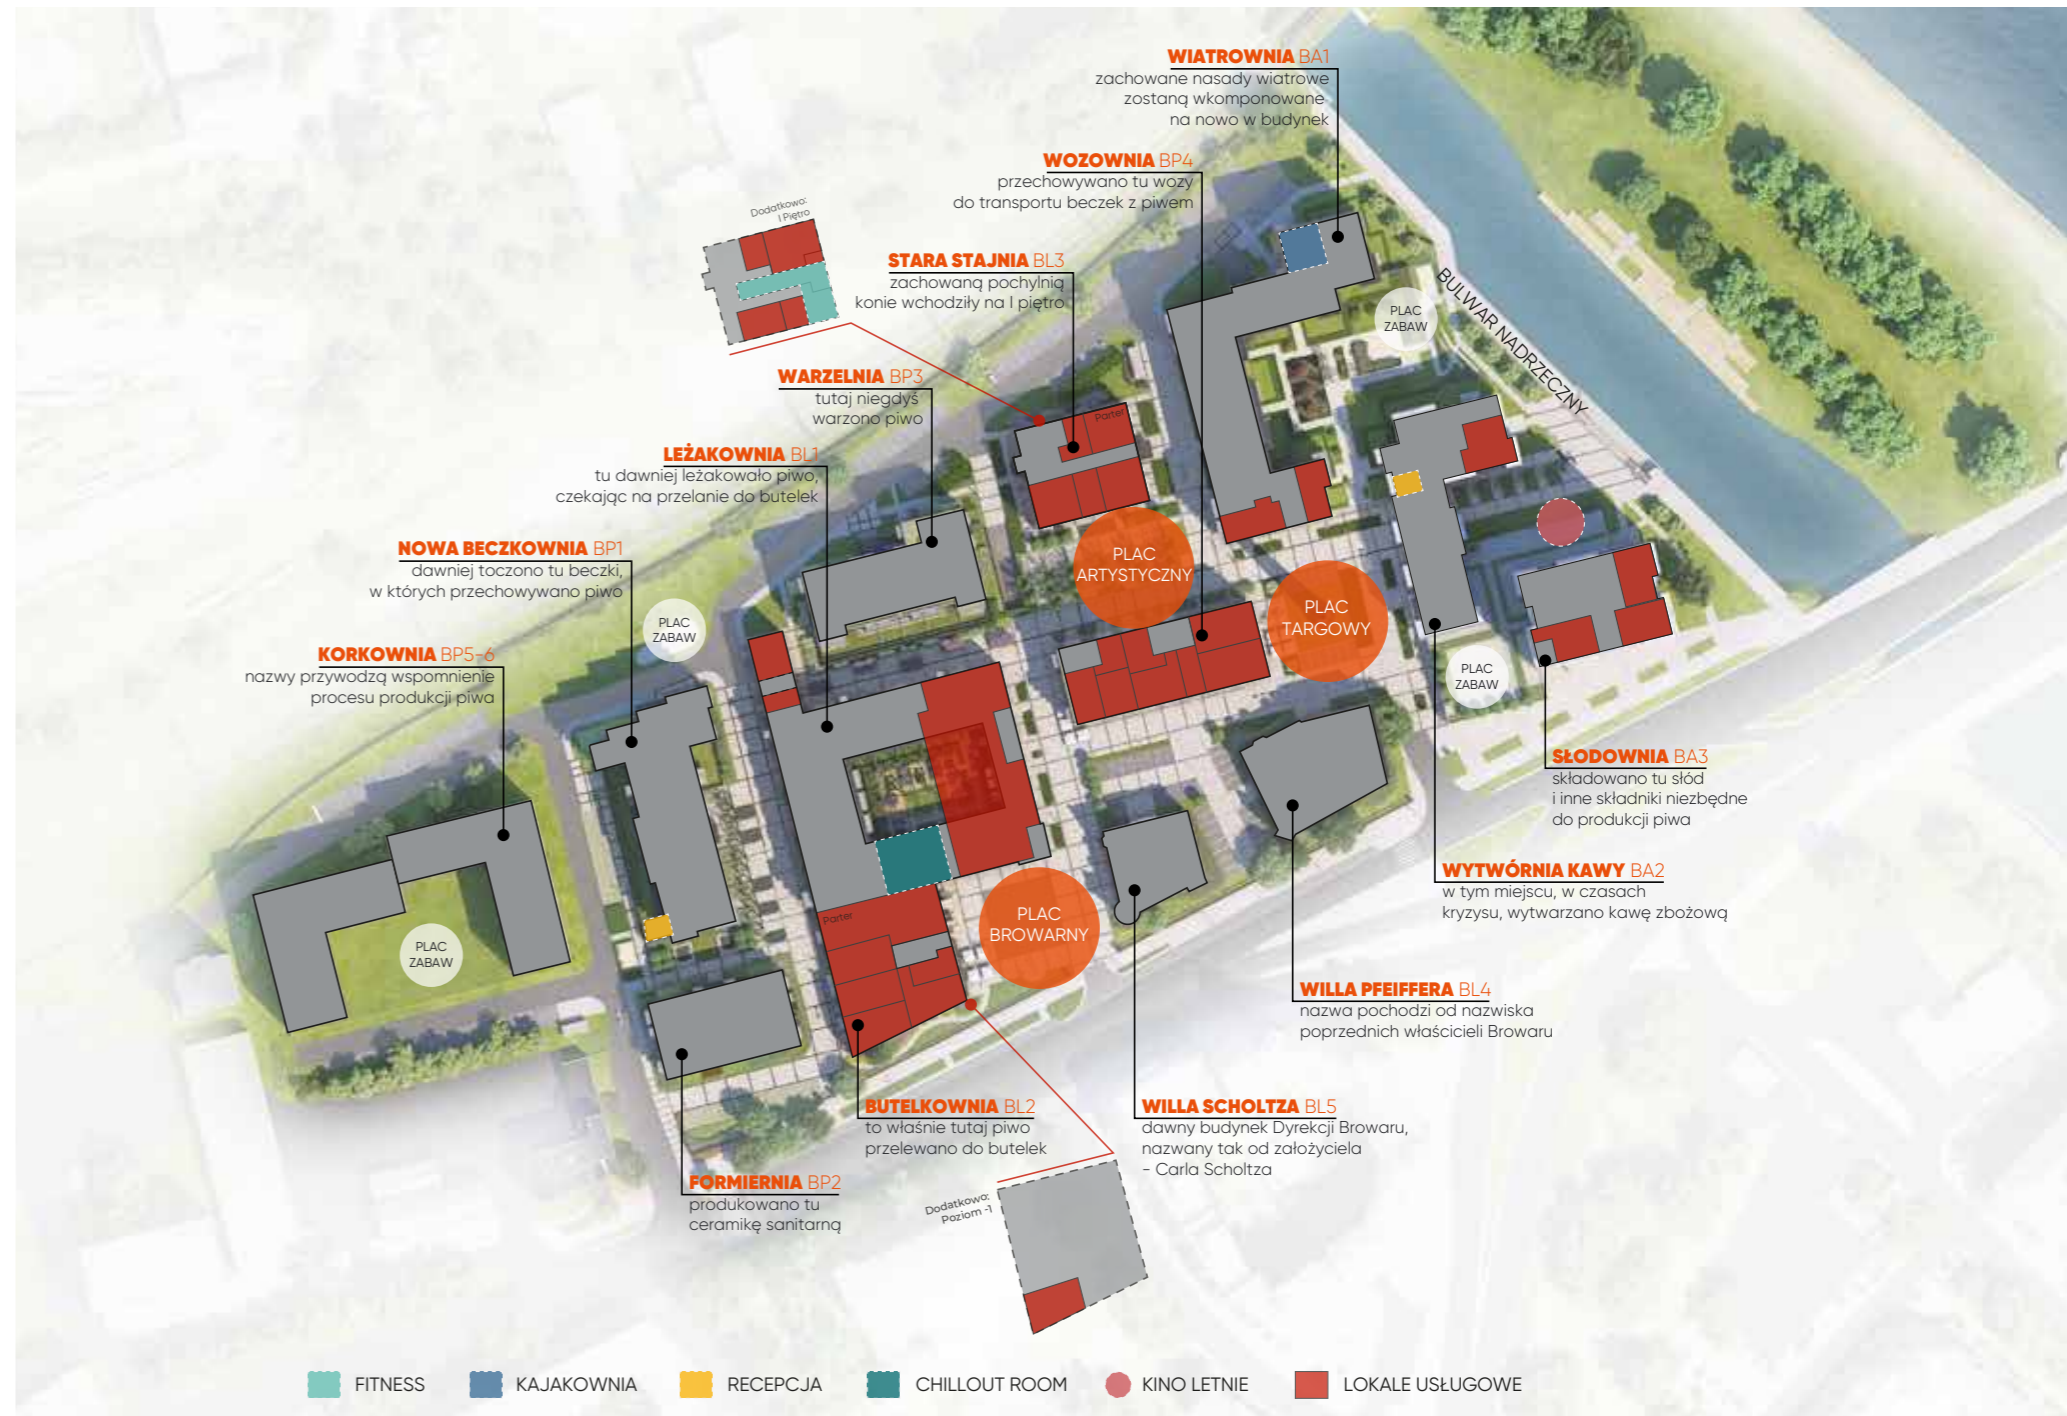 WIATROWNIA BA1
zachowane nasady wiatrowe
zostaną wkomponowane
na nowo w budynek
WOZOWNIA BP4
przechowywano tu wozy
do transportu beczek z piwem
Dodatkowo:
I Piętro
STARA STAJNIA BL3
zachowaną pochylnią
konie wchodziły na I piętro
BULWAR NADRZECZNY
PLAC
ZABAW
WARZELNIA BP3
tutaj niegdyś
warzono piwo
Parter
LEŻAKOWNIA BL1
tu dawniej leżakowało piwo,
czekając na przelanie do butelek
NOWA BECZKOWNIA BP1
dawniej toczono tu beczki,
w których przechowywano piwo
PLAC
ARTYSTYCZNY
PLAC
TARGOWY
PLAC
ZABAW
KORKOWNIA BP5-6
nazwy przywodzą wspomnienie
procesu produkcji piwa
PLAC
ZABAW
SŁODOWNIA BA3
składowano tu słód
i inne składniki niezbędne
do produkcji piwa
WYTWÓRNIA KAWY BA2
w tym miejscu, w czasach
kryzysu, wytwarzano kawę zbożową
Parter
PLAC
BROWARNY
PLAC
ZABAW
WILLA PFEIFFERA BL4
nazwa pochodzi od nazwiska
poprzednich właścicieli Browaru
BUTELKOWNIA BL2
to właśnie tutaj piwo
przelewano do butelek
WILLA SCHOLTZA BL5
dawny budynek Dyrekcji Browaru,
nazwany tak od założyciela
- Carla Scholtza
FORMIERNIA BP2
produkowano tu
ceramikę sanitarną
Dodatkowo:
Poziom -1
FITNESS
KAJAKOWNIA
RECEPCJA
CHILLOUT ROOM
KINO LETNIE
LOKALE USŁUGOWE